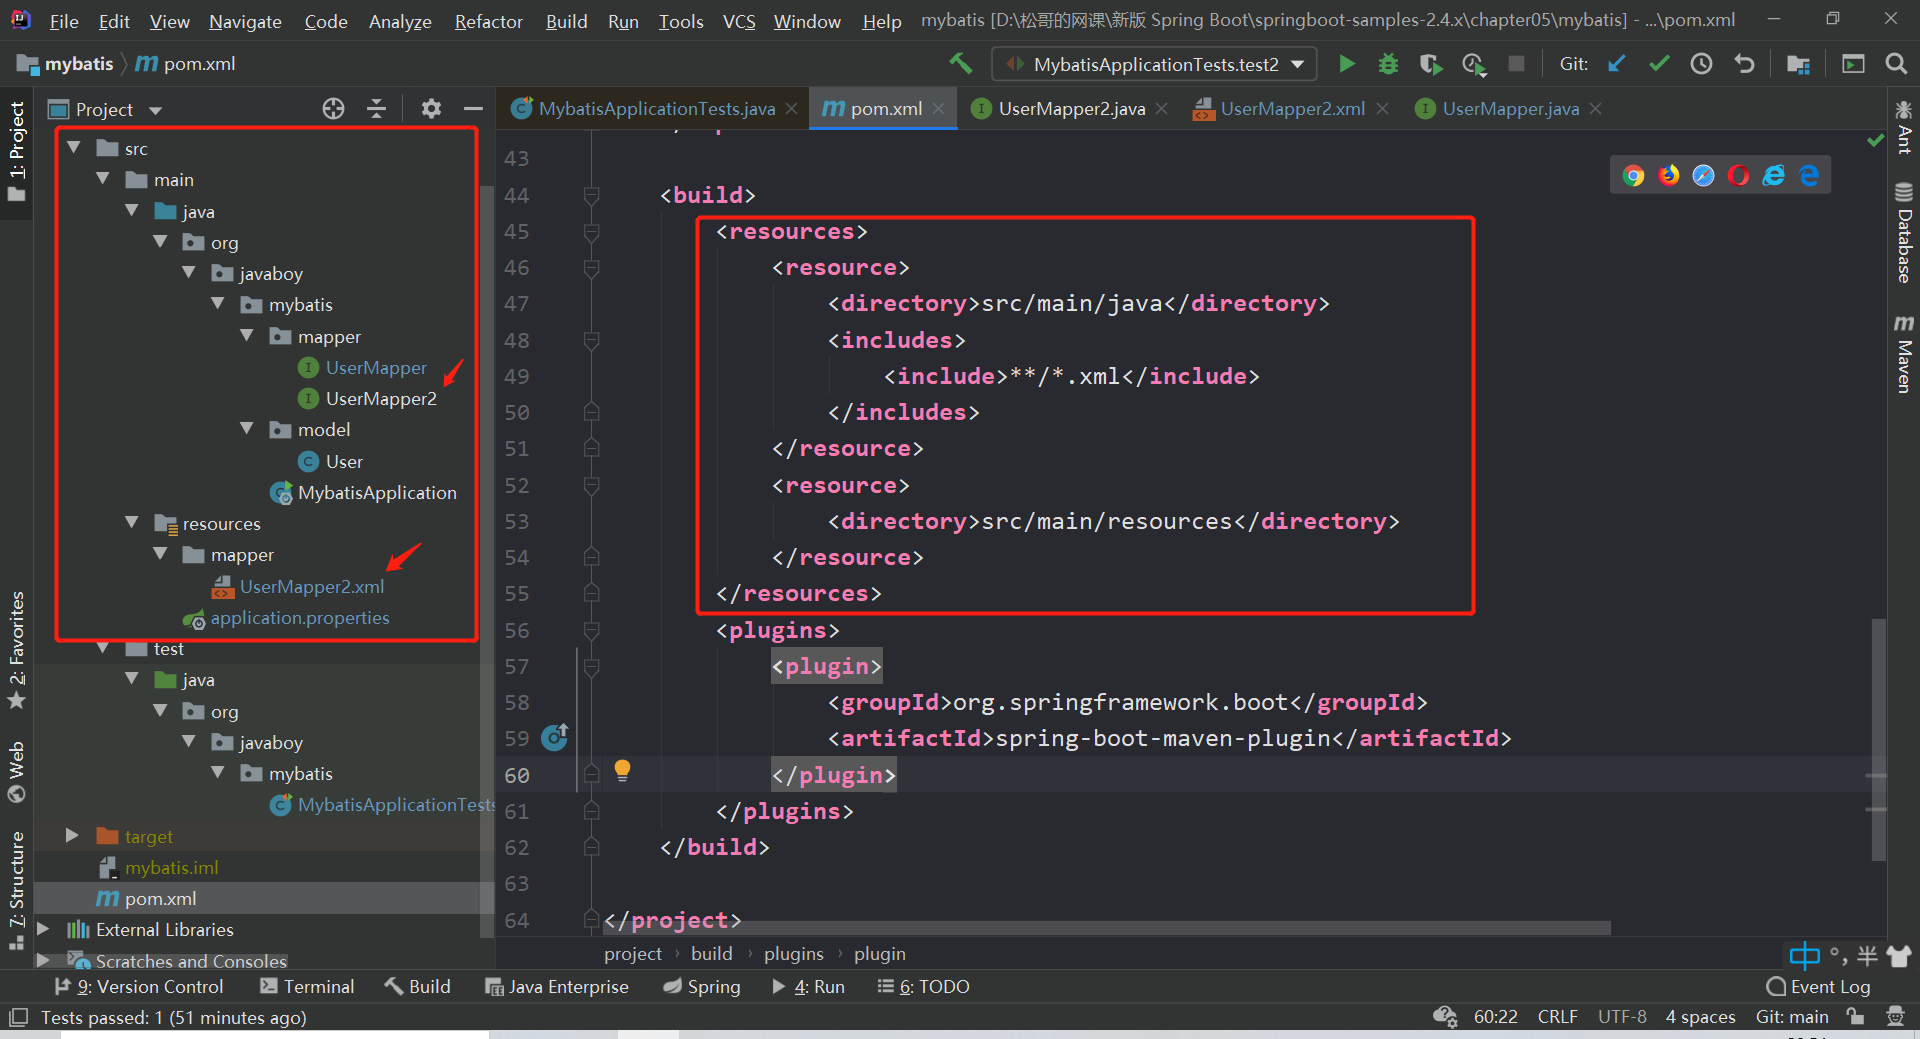 File Edit View Navigate Code Analyze Refactor Build Run Tools VCS Window Help mybatis [D:\松哥的网课\新版 Spring Boot\springboot-samples-2.4.x\chapter05\mybatis] - ...\pom.xml
mybatis pom.xml
MybatisApplicationTests.test2
Git:
Project
MybatisApplicationTests.java
pom.xml
UserMapper2.java
UserMapper2.xml
UserMapper.java
1: Project
2: Favorites
Web
7: Structure
src
main
java
org
javaboy
mybatis
mapper
UserMapper
UserMapper2
model
User
MybatisApplication
resources
mapper
UserMapper2.xml
application.properties
test
java
org
javaboy
mybatis
MybatisApplicationTests
target
mybatis.iml
pom.xml
External Libraries
Scratches and Consoles
43
44 <build>
45 <resources>
46 <resource>
47 <directory>src/main/java</directory>
48 <includes>
49 <include>**/*.xml</include>
50 </includes>
51 </resource>
52 <resource>
53 <directory>src/main/resources</directory>
54 </resource>
55 </resources>
56 <plugins>
57 <plugin>
58 <groupId>org.springframework.boot</groupId>
59 <artifactId>spring-boot-maven-plugin</artifactId>
60 </plugin>
61 </plugins>
62 </build>
63
64 </project>
project › build › plugins › plugin
Ant
Database
Maven
中 °, 半
9: Version Control Terminal Build Java Enterprise Spring 4: Run 6: TODO Event Log
Tests passed: 1 (51 minutes ago) 60:22 CRLF UTF-8 4 spaces Git: main